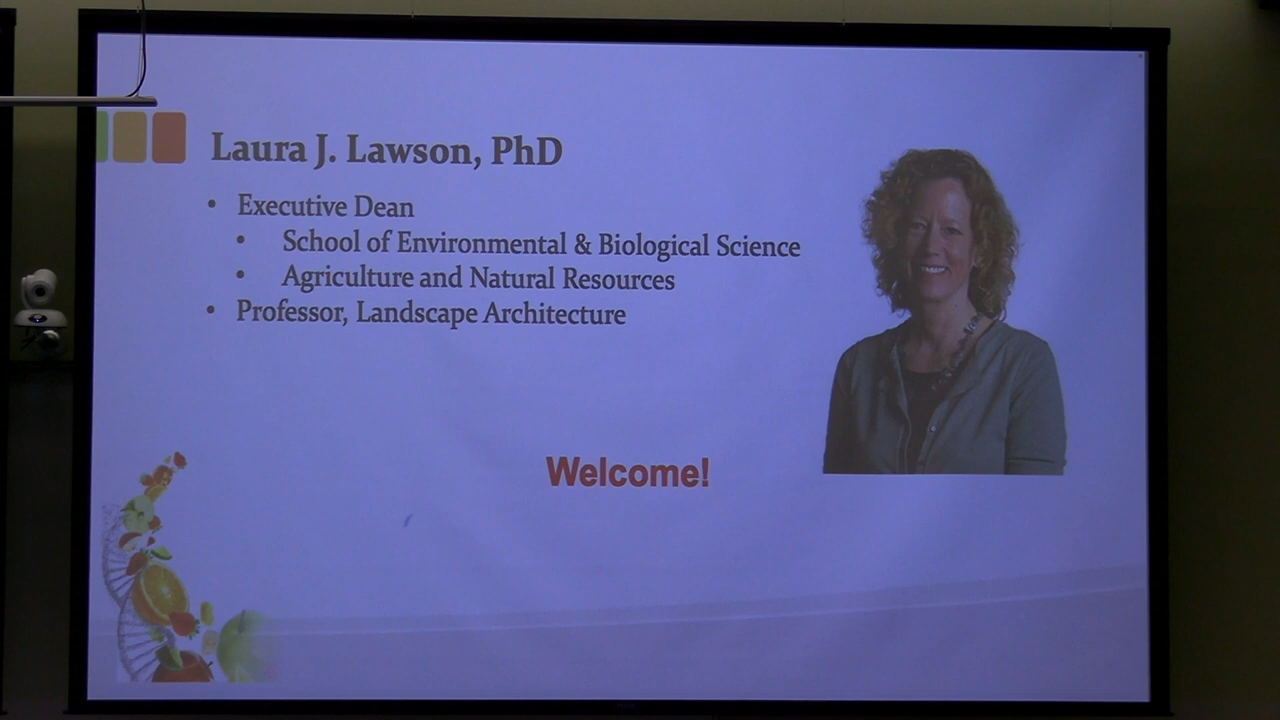 Laura J. Lawson, PhD
• Executive Dean
• School of Environmental & Biological Science
• Agriculture and Natural Resources
• Professor, Landscape Architecture
Welcome!